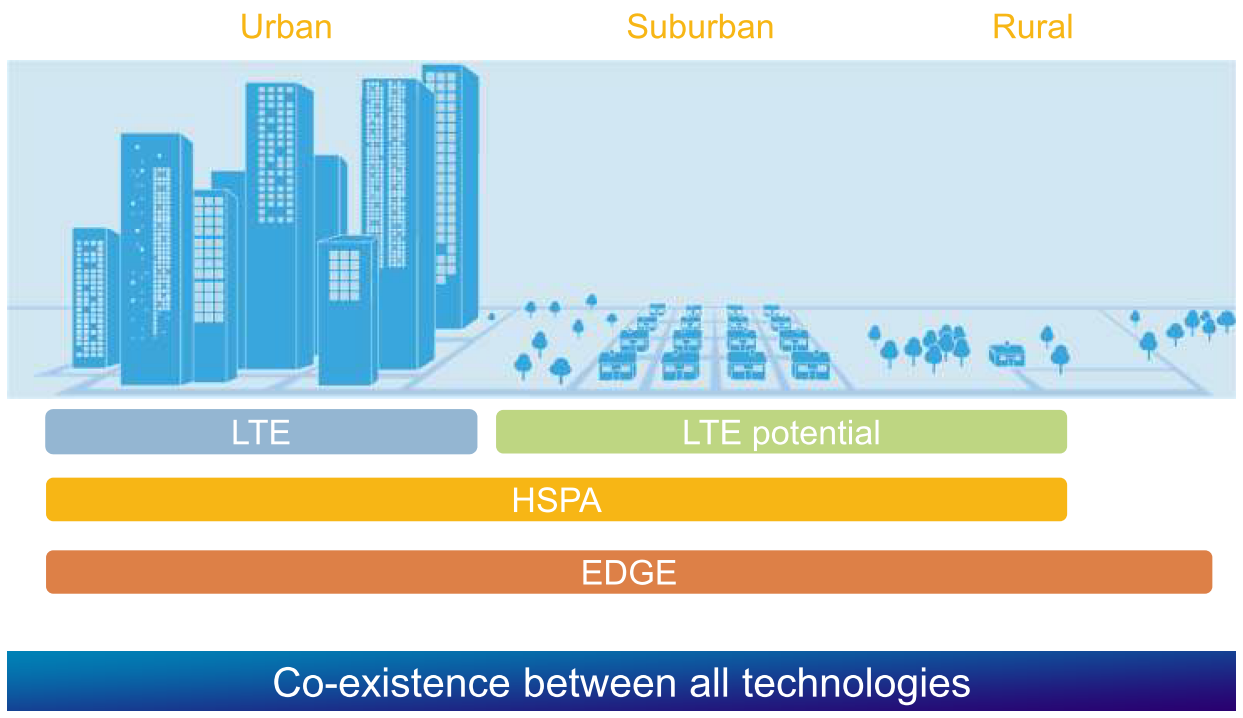 Urban Suburban Rural
LTE LTE potential
HSPA
EDGE
Co-existence between all technologies